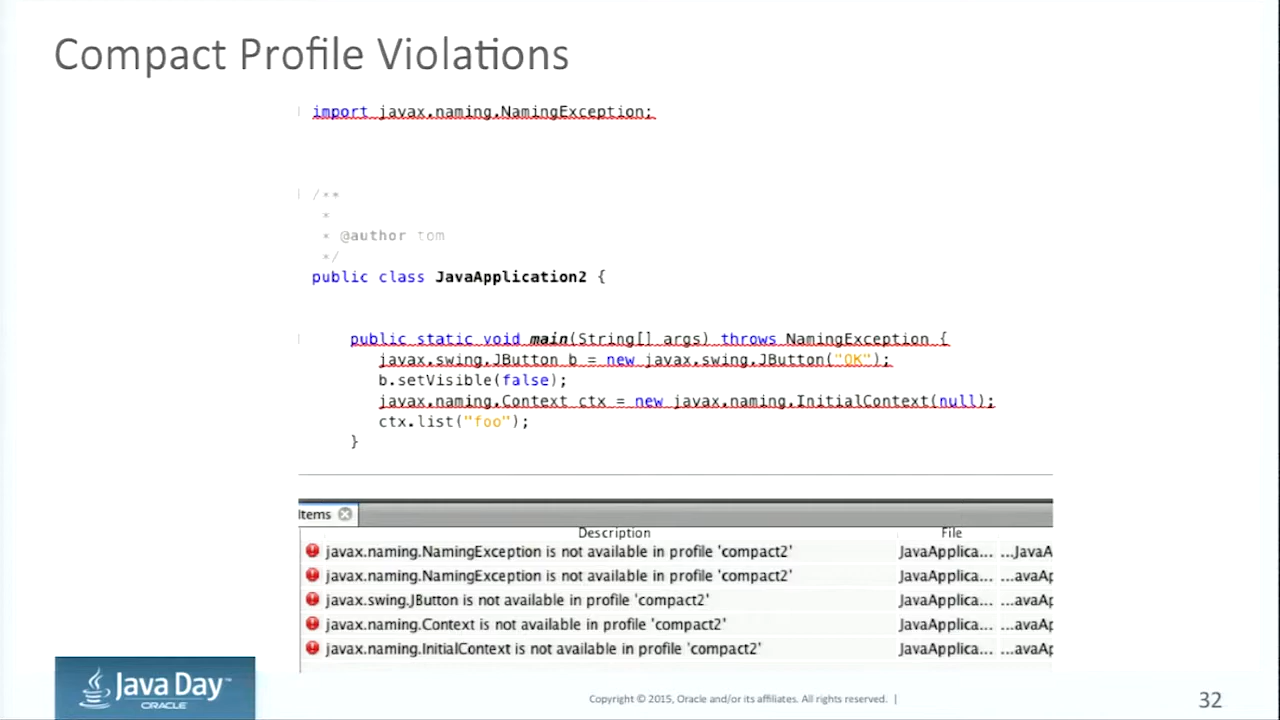 Compact Profile Violations
import javax.naming.NamingException;
/**
*
* @author tom
*/
public class JavaApplication2 {
public static void main(String[] args) throws NamingException {
javax.swing.JButton b = new javax.swing.JButton("OK");
b.setVisible(false);
javax.naming.Context ctx = new javax.naming.InitialContext(null);
ctx.list("foo");
}
Items
Description File
javax.naming.NamingException is not available in profile 'compact2' JavaApplica... ...JavaA
javax.naming.NamingException is not available in profile 'compact2' JavaApplica... ...avaAp
javax.swing.JButton is not available in profile 'compact2' JavaApplica... ...avaAp
javax.naming.Context is not available in profile 'compact2' JavaApplica... ...avaAp
javax.naming.InitialContext is not available in profile 'compact2' JavaApplica... ...avaAp
Java Day™
ORACLE
Copyright © 2015, Oracle and/or its affiliates. All rights reserved. |
32